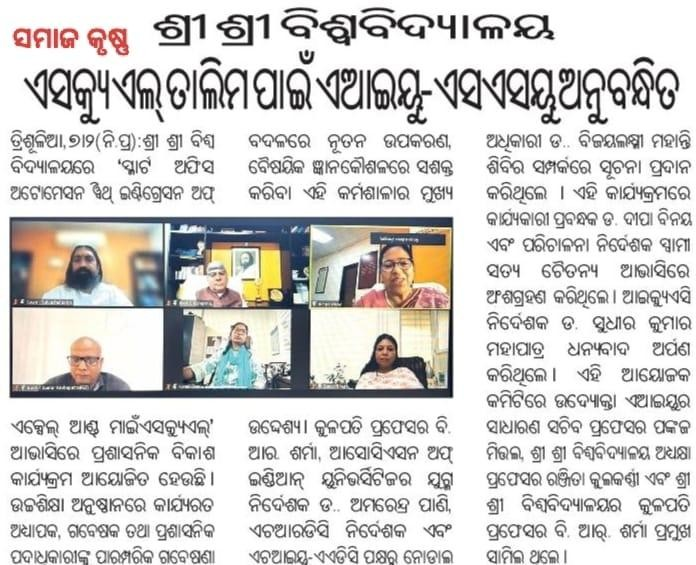 ସମାଜ କୃଷ୍ଣ
ଶ୍ରୀ ଶ୍ରୀ ବିଶ୍ୱବିଦ୍ୟାଳୟ
ଏସକ୍ୟୁଏଲ୍ ତାଲିମ ପାଇଁ ଏଆଇୟୁ-ଏସଏସୟୁ ଅନୁବନ୍ଧିତ
ତ୍ରିଶୂଳିଆ, ୭ା୨(ନି.ପ୍ର):ଶ୍ରୀ ଶ୍ରୀ ବିଶ୍ୱ
ବିଦ୍ୟାଳୟରେ ‘ସ୍ମାର୍ଟ ଅଫିସ
ଅଟୋମେସନ ୱିଥ୍ ଇଣ୍ଟିଗ୍ରେସନ ଅଫ୍
ଏକ୍ସେଲ୍ ଆଣ୍ଡ ମାଇଁଏସକ୍ୟୁଏଲ୍’
ଆଭାସିରେ ପ୍ରଶାସନିକ ବିକାଶ
କାର୍ଯ୍ୟକ୍ରମ ଆୟୋଜିତ ହେଉଛି।
ଉଚ୍ଚଶିକ୍ଷା ଅନୁଷ୍ଠାନରେ କାର୍ଯ୍ୟରତ
ଅଧ୍ୟାପକ, ଗବେଷକ ତଥା ପ୍ରଶାସନିକ
ପଦାଧିକାରୀଙ୍କୁ ପାରମ୍ପରିକ ଗବେଷଣା
ବଦଳରେ ନୂତନ ଉପକରଣ,
ବୈଷୟିକ ଜ୍ଞାନକୌଶଳରେ ସଶକ୍ତ
କରିବା ଏହି କର୍ମଶାଳାର ମୁଖ୍ୟ
ଉଦ୍ଦେଶ୍ୟ। କୁଳପତି ପ୍ରଫେସର ବି.
ଆର. ଶର୍ମା, ଆସୋସିଏସନ ଅଫ୍
ଇଣ୍ଡିଆନ୍ ୟୁନିଭର୍ସିଟିଜର ଯୁଗ୍ମ
ନିର୍ଦେଶକ ଡ.. ଅମରେନ୍ଦ୍ର ପାଣି,
ଏଚଆରଡିସି ନିର୍ଦେଶକ ଏବଂ
ଏଚଆଇୟୁ-ଏଏଡିସି ପକ୍ଷରୁ ନୋଡାଲ
ଅଧିକାରୀ ଡ.. ବିଜୟଲକ୍ଷ୍ମୀ ମହାନ୍ତି
ଶିବିର ସମ୍ପର୍କରେ ସୂଚନା ପ୍ରଦାନ
କରିଥିଲେ । ଏହି କାର୍ଯ୍ୟକ୍ରମରେ
କାର୍ଯ୍ୟକାରୀ ପ୍ରବନ୍ଧକ ଡ. ଦୀପା ବିନୟ
ଏବଂ ପରିଚାଳନା ନିର୍ଦେଶକ ସ୍ୱାମୀ
ସତ୍ୟ ଚୈତନ୍ୟ ଆଭାସିରେ
ଅଂଶଗ୍ରହଣ କରିଥିଲେ। ଆଇକ୍ୟୁଏସି
ନିର୍ଦେଶକ ଡ. ସୁଧୀର କୁମାର
ମହାପାତ୍ର ଧନ୍ୟବାଦ ଅର୍ପଣ
କରିଥିଲେ। ଏହି ଆୟୋଜକ
କମିଟିରେ ଉଦ୍ୟୋକ୍ତା ଏଆଇୟୁର
ସାଧାରଣ ସଚିବ ପ୍ରଫେସର ପଙ୍କଜ
ମିତ୍ତଲ, ଶ୍ରୀ ଶ୍ରୀ ବିଶ୍ୱବିଦ୍ୟାଳୟ ଅଧ୍ୟକ୍ଷା
ପ୍ରଫେସର ରଞ୍ଜିତା କୁଲକର୍ଣ୍ଣୀ ଏବଂ ଶ୍ରୀ
ଶ୍ରୀ ବିଶ୍ୱବିଦ୍ୟାଳୟର କୁଳପତି
ପ୍ରଫେସର ବି. ଆର୍. ଶର୍ମା ପ୍ରମୁଖ
ସାମିଲ ଥିଲେ।